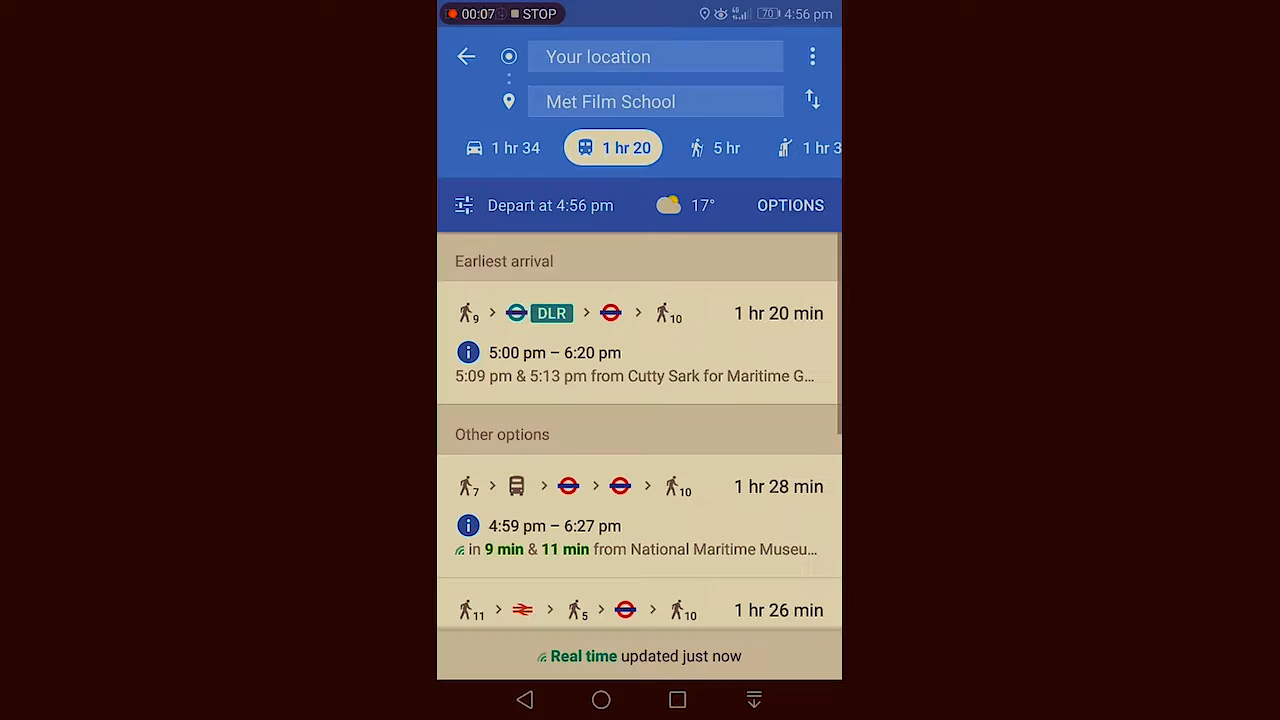 00:07 STOP 4G 70 4:56 pm
Your location
Met Film School
1 hr 34 1 hr 20 5 hr 1 hr 3
Depart at 4:56 pm 17° OPTIONS
Earliest arrival
9 DLR 10 1 hr 20 min
5:00 pm – 6:20 pm
5:09 pm & 5:13 pm from Cutty Sark for Maritime G...
Other options
7 10 1 hr 28 min
4:59 pm – 6:27 pm
in 9 min & 11 min from National Maritime Museu...
11 5 10 1 hr 26 min
Real time updated just now